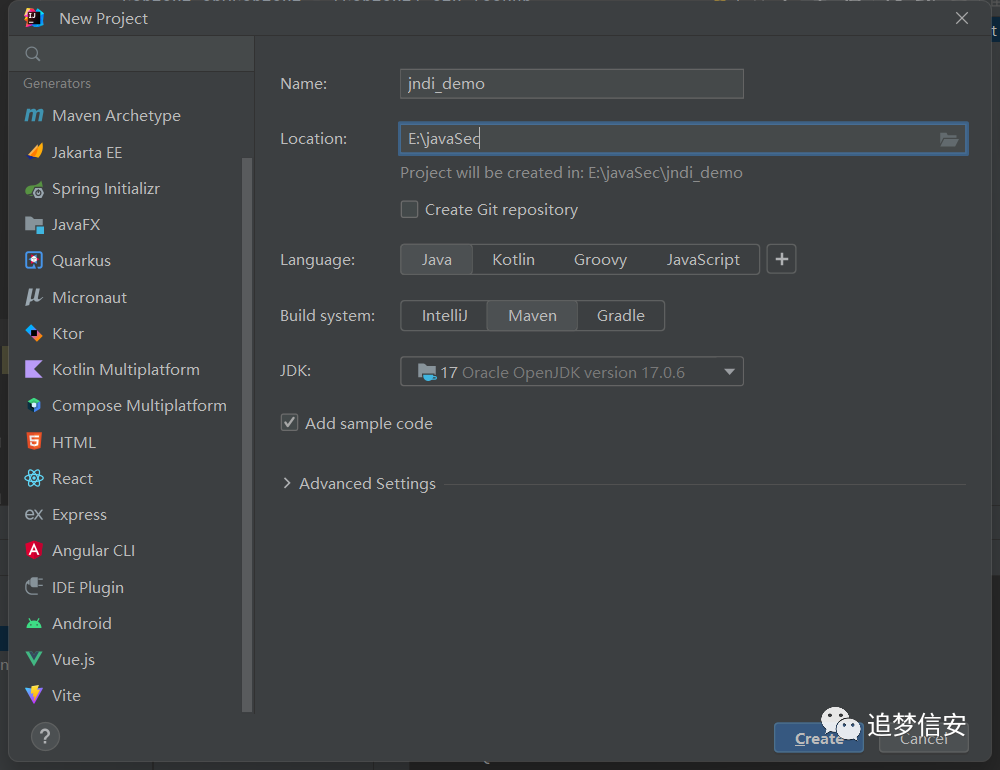 New Project
Generators
Maven Archetype
Jakarta EE
Spring Initializr
JavaFX
Quarkus
Micronaut
Ktor
Kotlin Multiplatform
Compose Multiplatform
HTML
React
Express
Angular CLI
IDE Plugin
Android
Vue.js
Vite
Name: jndi_demo
Location: E:\javaSec
Project will be created in: E:\javaSec\jndi_demo
Create Git repository
Language: Java Kotlin Groovy JavaScript +
Build system: IntelliJ Maven Gradle
JDK: 17 Oracle OpenJDK version 17.0.6
Add sample code
Advanced Settings
?
Create Cancel
追梦信安